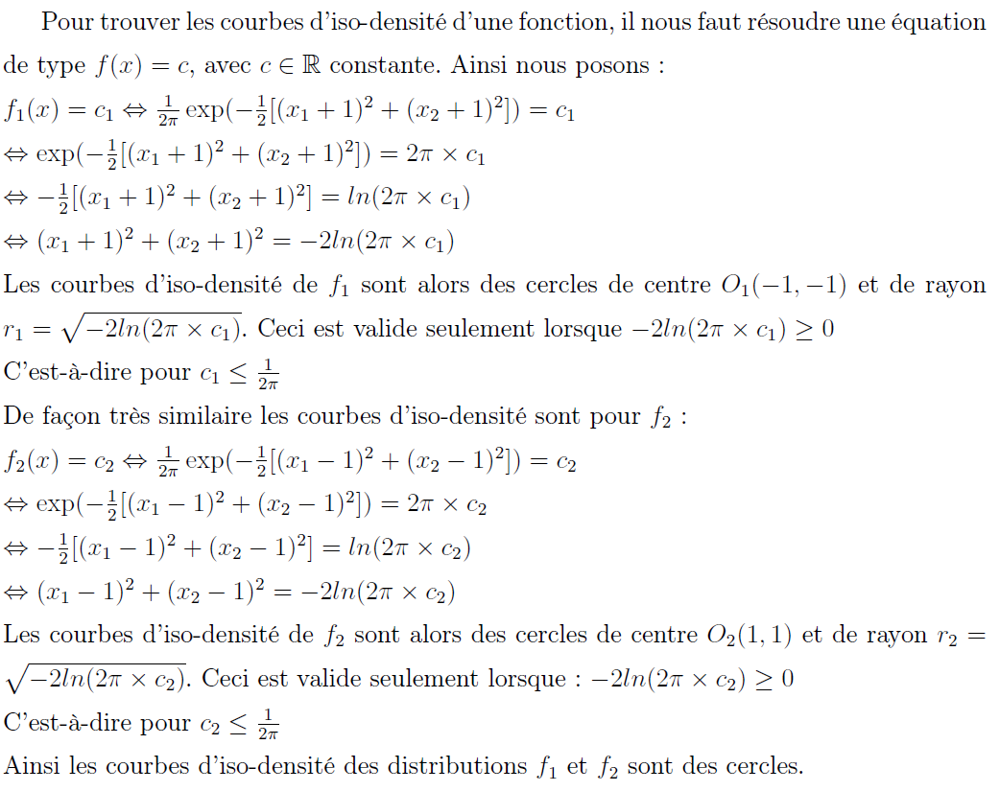 Pour trouver les courbes d'iso-densité d'une fonction, il nous faut résoudre une équation
de type $f(x) = c$, avec $c \in \mathbb{R}$ constante. Ainsi nous posons :
$f_1(x) = c_1 \Leftrightarrow \frac{1}{2\pi} \exp(-\frac{1}{2}[(x_1 + 1)^2 + (x_2 + 1)^2]) = c_1$
$\Leftrightarrow \exp(-\frac{1}{2}[(x_1 + 1)^2 + (x_2 + 1)^2]) = 2\pi \times c_1$
$\Leftrightarrow -\frac{1}{2}[(x_1 + 1)^2 + (x_2 + 1)^2] = ln(2\pi \times c_1)$
$\Leftrightarrow (x_1 + 1)^2 + (x_2 + 1)^2 = -2ln(2\pi \times c_1)$
Les courbes d'iso-densité de $f_1$ sont alors des cercles de centre $O_1(-1, -1)$ et de rayon
$r_1 = \sqrt{-2ln(2\pi \times c_1)}$. Ceci est valide seulement lorsque $-2ln(2\pi \times c_1) \geq 0$
C'est-à-dire pour $c_1 \leq \frac{1}{2\pi}$
De façon très similaire les courbes d'iso-densité sont pour $f_2$ :
$f_2(x) = c_2 \Leftrightarrow \frac{1}{2\pi} \exp(-\frac{1}{2}[(x_1 - 1)^2 + (x_2 - 1)^2]) = c_2$
$\Leftrightarrow \exp(-\frac{1}{2}[(x_1 - 1)^2 + (x_2 - 1)^2]) = 2\pi \times c_2$
$\Leftrightarrow -\frac{1}{2}[(x_1 - 1)^2 + (x_2 - 1)^2] = ln(2\pi \times c_2)$
$\Leftrightarrow (x_1 - 1)^2 + (x_2 - 1)^2 = -2ln(2\pi \times c_2)$
Les courbes d'iso-densité de $f_2$ sont alors des cercles de centre $O_2(1, 1)$ et de rayon $r_2 =$
$\sqrt{-2ln(2\pi \times c_2)}$. Ceci est valide seulement lorsque : $-2ln(2\pi \times c_2) \geq 0$
C'est-à-dire pour $c_2 \leq \frac{1}{2\pi}$
Ainsi les courbes d'iso-densité des distributions $f_1$ et $f_2$ sont des cercles.